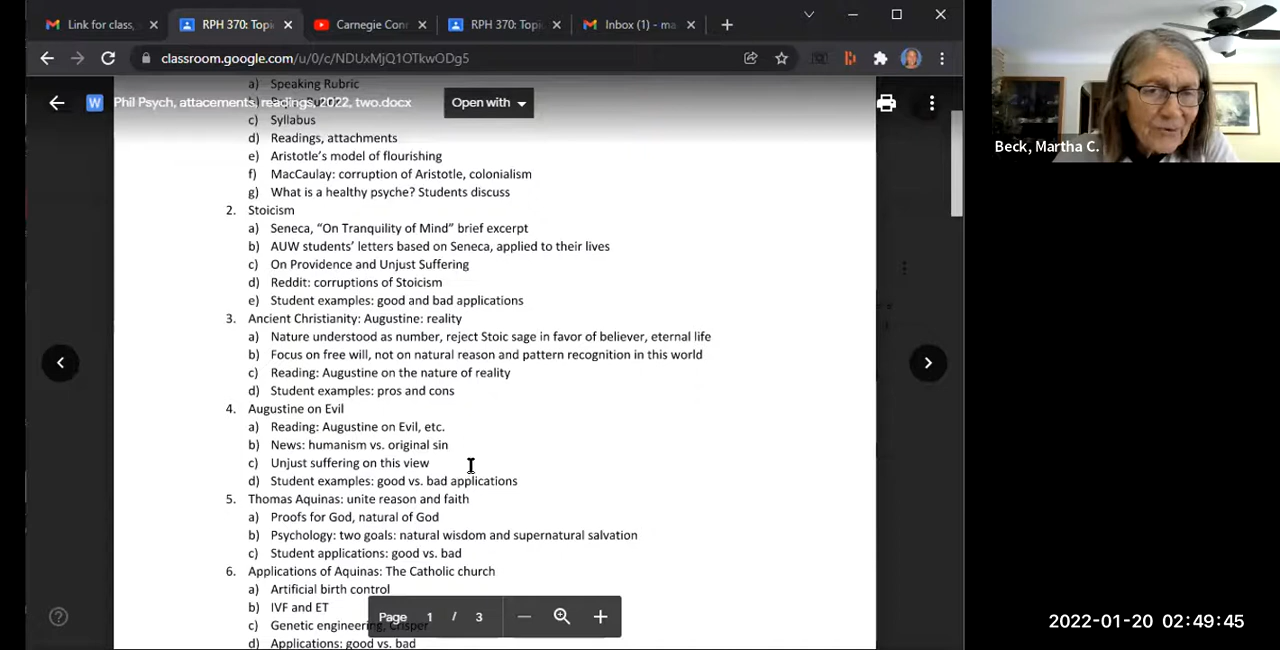 Link for class,
RPH 370: Topi
Carnegie Con
RPH 370: Topi
Inbox (1) - ma
classroom.google.com/u/0/c/NDUxMjQ1OTkwODg5
a) Speaking Rubric
Phil Psych, attacements, readings, 2022, two.docx
Open with
c) Syllabus
d) Readings, attachments
e) Aristotle's model of flourishing
f) MacCaulay: corruption of Aristotle, colonialism
g) What is a healthy psyche? Students discuss
2. Stoicism
a) Seneca, "On Tranquility of Mind" brief excerpt
b) AUW students' letters based on Seneca, applied to their lives
c) On Providence and Unjust Suffering
d) Reddit: corruptions of Stoicism
e) Student examples: good and bad applications
3. Ancient Christianity: Augustine: reality
a) Nature understood as number, reject Stoic sage in favor of believer, eternal life
b) Focus on free will, not on natural reason and pattern recognition in this world
c) Reading: Augustine on the nature of reality
d) Student examples: pros and cons
4. Augustine on Evil
a) Reading: Augustine on Evil, etc.
b) News: humanism vs. original sin
c) Unjust suffering on this view
d) Student examples: good vs. bad applications
5. Thomas Aquinas: unite reason and faith
a) Proofs for God, natural of God
b) Psychology: two goals: natural wisdom and supernatural salvation
c) Student applications: good vs. bad
6. Applications of Aquinas: The Catholic church
a) Artificial birth control
b) IVF and ET
c) Genetic engineering, Crisper
d) Applications: good vs. bad
Page 1 / 3
Beck, Martha C.
2022-01-20 02:49:45